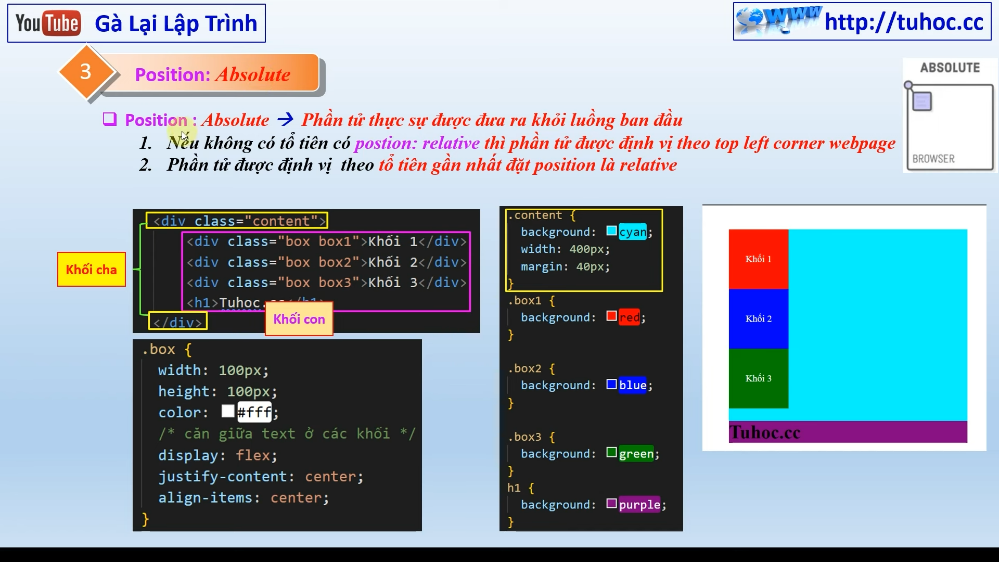 YouTube Gà Lại Lập Trình
www http://tuhoc.cc
3 Position: Absolute
ABSOLUTE
BROWSER
❑ Position : Absolute → Phần tử thực sự được đưa ra khỏi luồng ban đầu
1. Nếu không có tổ tiên có postion: relative thì phần tử được định vị theo top left corner webpage
2. Phần tử được định vị theo tổ tiên gần nhất đặt position là relative
Khối cha
<div class="content">
<div class="box box1">Khối 1</div>
<div class="box box2">Khối 2</div>
<div class="box box3">Khối 3</div>
<h1>Tuhoc.
</div>
Khối con
.box {
width: 100px;
height: 100px;
color: #fff;
/* căn giữa text ở các khối */
display: flex;
justify-content: center;
align-items: center;
}
.content {
background: cyan;
width: 400px;
margin: 40px;
}
.box1 {
background: red;
}
.box2 {
background: blue;
}
.box3 {
background: green;
}
h1 {
background: purple;
}
Khối 1
Khối 2
Khối 3
Tuhoc.cc